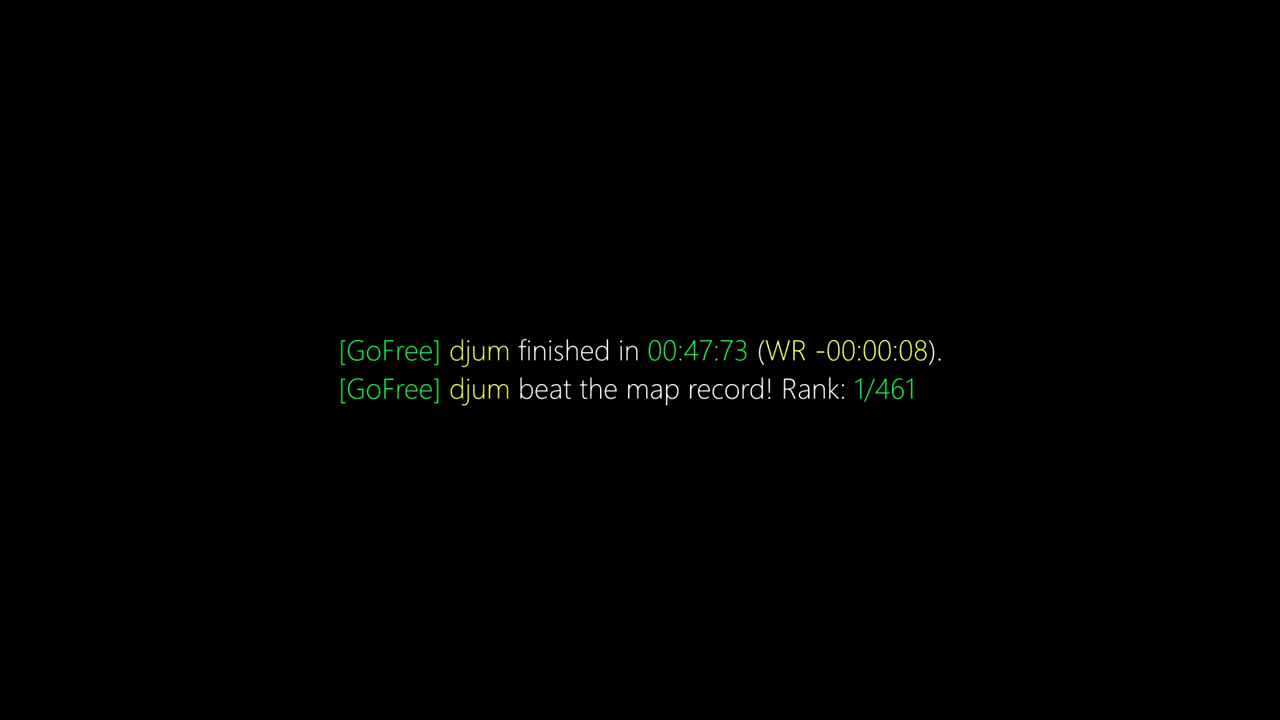 [GoFree] djum finished in 00:47:73 (WR -00:00:08).
[GoFree] djum beat the map record! Rank: 1/461